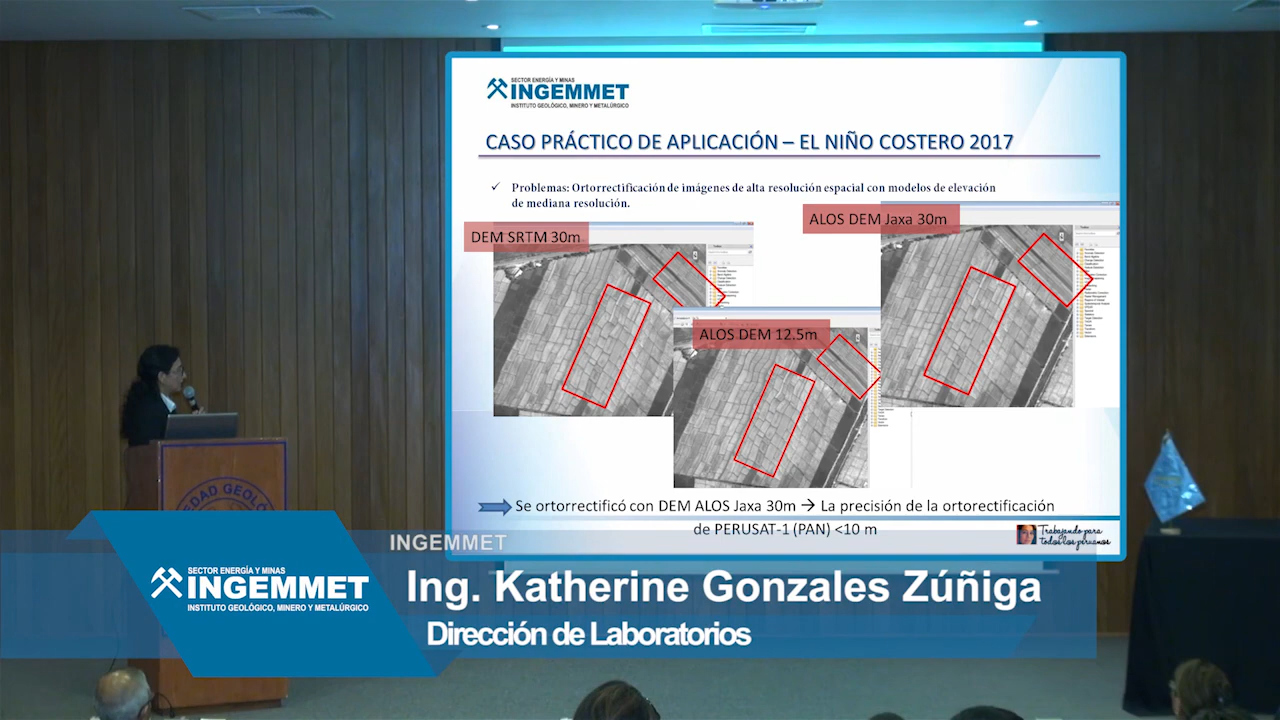 SECTOR ENERGÍA Y MINAS
INGEMMET
INSTITUTO GEOLÓGICO, MINERO Y METALÚRGICO
CASO PRÁCTICO DE APLICACIÓN – EL NIÑO COSTERO 2017
✓ Problemas: Ortorrectificación de imágenes de alta resolución espacial con modelos de elevación
de mediana resolución.
DEM SRTM 30m
ALOS DEM Jaxa 30m
ALOS DEM 12.5m
Se ortorrectificó con DEM ALOS Jaxa 30m → La precisión de la ortorectificación
de PERUSAT-1 (PAN) <10 m
Trabajando para
todos los peruanos
EDAD GEOLÓ
INGEMMET
SECTOR ENERGÍA Y MINAS
INGEMMET
INSTITUTO GEOLÓGICO, MINERO Y METALÚRGICO
Ing. Katherine Gonzales Zúñiga
Dirección de Laboratorios